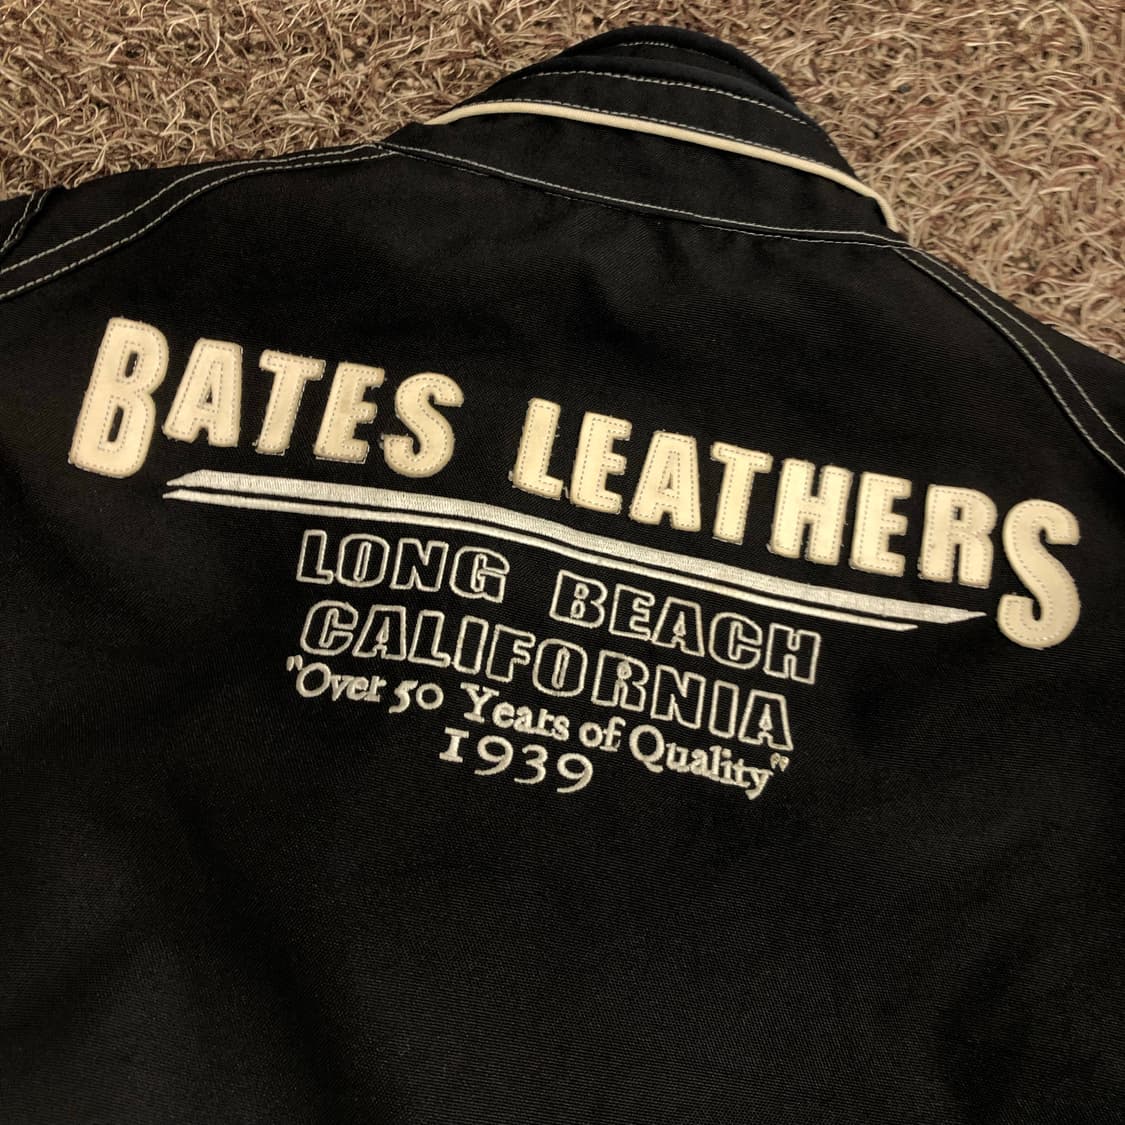 BATES LEATHERS
LONG BEACH
CALIFORNIA
"Over 50 Years of Quality"
1939